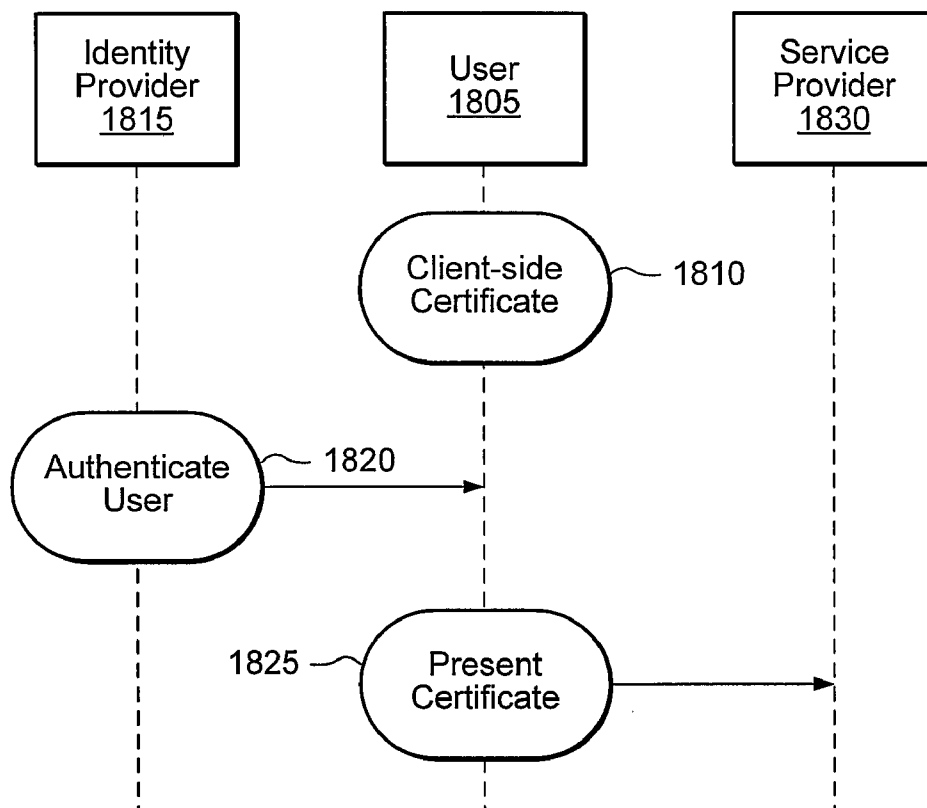 Identity
Provider
1815
User
1805
Service
Provider
1830
Client-side
Certificate
1810
Authenticate
User
1820
1825
Present
Certificate